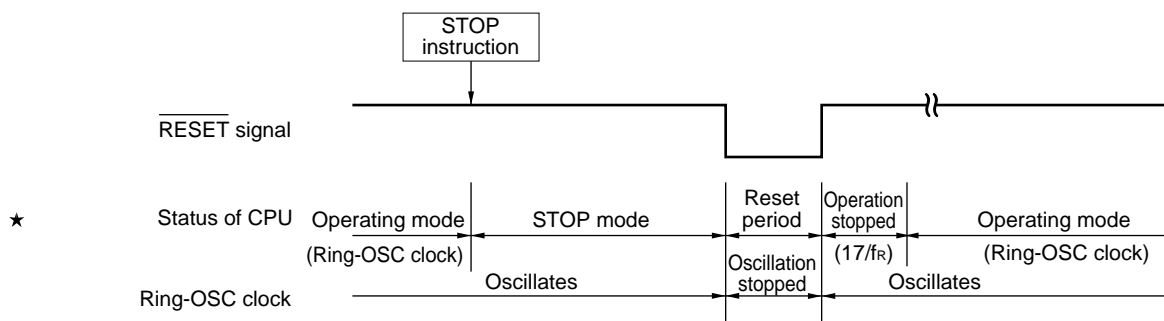 STOP
instruction
RESET signal
★ Status of CPU
Operating mode
(Ring-OSC clock)
STOP mode
Reset
period
Operation
stopped
(17/fR)
Operating mode
(Ring-OSC clock)
Ring-OSC clock
Oscillates
Oscillation
stopped
Oscillates